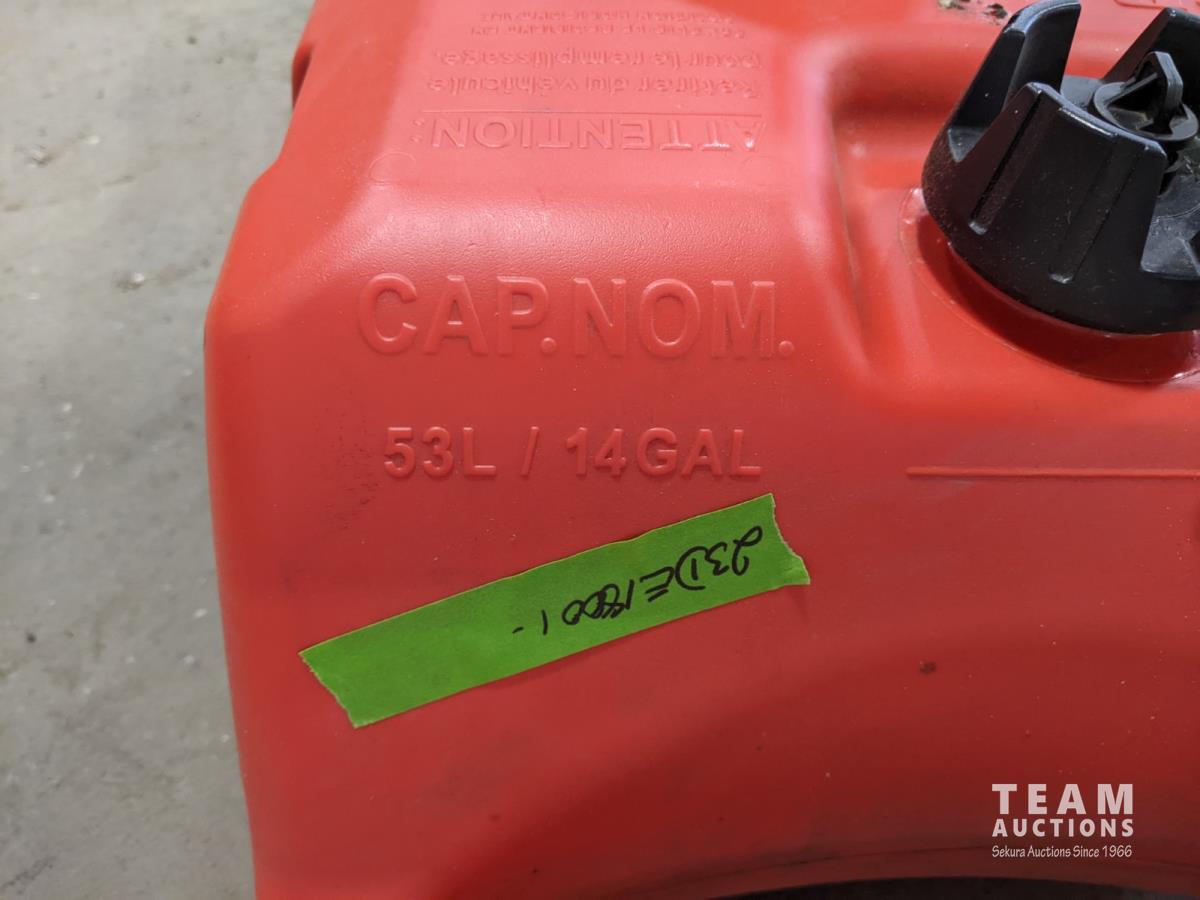 ATTENTION:
Retirer du véhicule
pour le remplissage.
CAP.NOM.
53L / 14GAL
TEAM
AUCTIONS
Sekura Auctions Since 1966